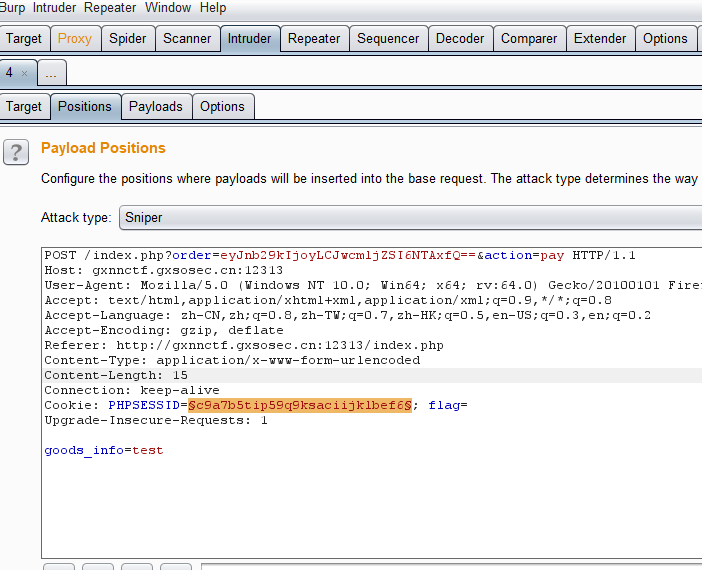 Burp Intruder Repeater Window Help
Target Proxy Spider Scanner Intruder Repeater Sequencer Decoder Comparer Extender Options
4 × ...
Target Positions Payloads Options
? Payload Positions
Configure the positions where payloads will be inserted into the base request. The attack type determines the way
Attack type: Sniper
POST /index.php?order=eyJnb29kIjoyLCJwcmljZSI6NTAxfQ==&action=pay HTTP/1.1
Host: gxnnctf.gxsosec.cn:12313
User-Agent: Mozilla/5.0 (Windows NT 10.0; Win64; x64; rv:64.0) Gecko/20100101 Firef
Accept: text/html,application/xhtml+xml,application/xml;q=0.9,*/*;q=0.8
Accept-Language: zh-CN,zh;q=0.8,zh-TW;q=0.7,zh-HK;q=0.5,en-US;q=0.3,en;q=0.2
Accept-Encoding: gzip, deflate
Referer: http://gxnnctf.gxsosec.cn:12313/index.php
Content-Type: application/x-www-form-urlencoded
Content-Length: 15
Connection: keep-alive
Cookie: PHPSESSID=§c9a7b5tip59q9ksaciijklbef6§; flag=
Upgrade-Insecure-Requests: 1
goods_info=test